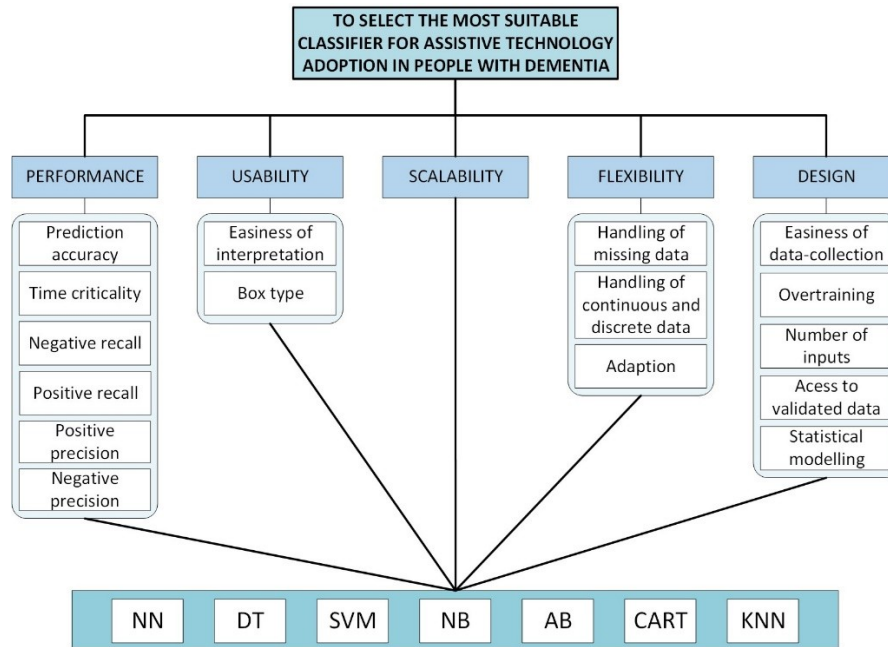 TO SELECT THE MOST SUITABLE
CLASSIFIER FOR ASSISTIVE TECHNOLOGY
ADOPTION IN PEOPLE WITH DEMENTIA
PERFORMANCE
Prediction
accuracy
Time criticality
Negative recall
Positive recall
Positive
precision
Negative
precision
USABILITY
Easiness of
interpretation
Box type
SCALABILITY
FLEXIBILITY
Handling of
missing data
Handling of
continuous and
discrete data
Adaption
DESIGN
Easiness of
data-collection
Overtraining
Number of
inputs
Acess to
validated data
Statistical
modelling
NN
DT
SVM
NB
AB
CART
KNN